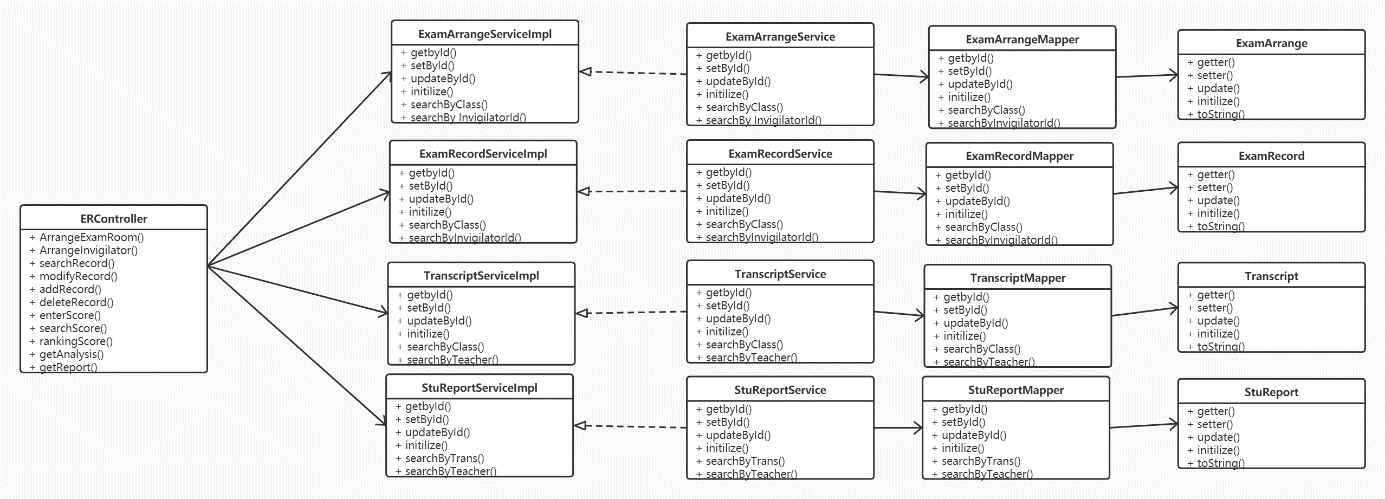 ExamArrangeServiceImpl
+ getbyId()
+ setById()
+ updateById()
+ initilize()
+ searchByClass()
+ searchBy InvigilatorId()
ExamArrangeService
+ getbyId()
+ setById()
+ updateById()
+ initilize()
+ searchByClass()
+ searchBy InvigilatorId()
ExamArrangeMapper
+ getbyId()
+ setById()
+ updateById()
+ initilize()
+ searchByClass()
+ searchByInvigilatorId()
ExamArrange
+ getter()
+ setter()
+ update()
+ initilize()
+ toString()
ExamRecordServiceImpl
+ getbyId()
+ setById()
+ updateById()
+ initilize()
+ searchByClass()
+ searchByInvigilatorId()
ExamRecordService
+ getbyId()
+ setById()
+ updateById()
+ initilize()
+ searchByClass()
+ searchByInvigilatorId()
ExamRecordMapper
+ getbyId()
+ setById()
+ updateById()
+ initilize()
+ searchByClass()
+ searchByInvigilatorId()
ExamRecord
+ getter()
+ setter()
+ update()
+ initilize()
+ toString()
ERController
+ ArrangeExamRoom()
+ ArrangeInvigilator()
+ searchRecord()
+ modifyRecord()
+ addRecord()
+ deleteRecord()
+ enterScore()
+ searchScore()
+ rankingScore()
+ getAnalysis()
+ getReport()
TranscriptServiceImpl
+ getbyId()
+ setById()
+ updateById()
+ initilize()
+ searchByClass()
+ searchByTeacher()
TranscriptService
+ getbyId()
+ setById()
+ updateById()
+ initilize()
+ searchByClass()
+ searchByTeacher()
TranscriptMapper
+ getbyId()
+ setById()
+ updateById()
+ initilize()
+ searchByClass()
+ searchByTeacher()
Transcript
+ getter()
+ setter()
+ update()
+ initilize()
+ toString()
StuReportServiceImpl
+ getbyId()
+ setById()
+ updateById()
+ initilize()
+ searchByTrans()
+ searchByTeacher()
StuReportService
+ getbyId()
+ setById()
+ updateById()
+ initilize()
+ searchByTrans()
+ searchByTeacher()
StuReportMapper
+ getbyId()
+ setById()
+ updateById()
+ initilize()
+ searchByTrans()
+ searchByTeacher()
StuReport
+ getter()
+ setter()
+ update()
+ initilize()
+ toString()